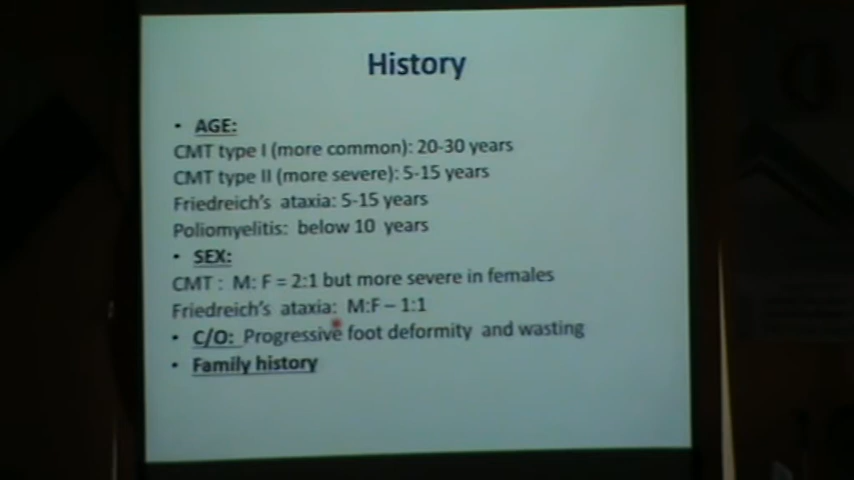 History
• AGE:
CMT type I (more common): 20-30 years
CMT type II (more severe): 5-15 years
Friedreich's ataxia: 5-15 years
Poliomyelitis: below 10 years
• SEX:
CMT : M: F = 2:1 but more severe in females
Friedreich's ataxia: M:F – 1:1
• C/O: Progressive foot deformity and wasting
• Family history